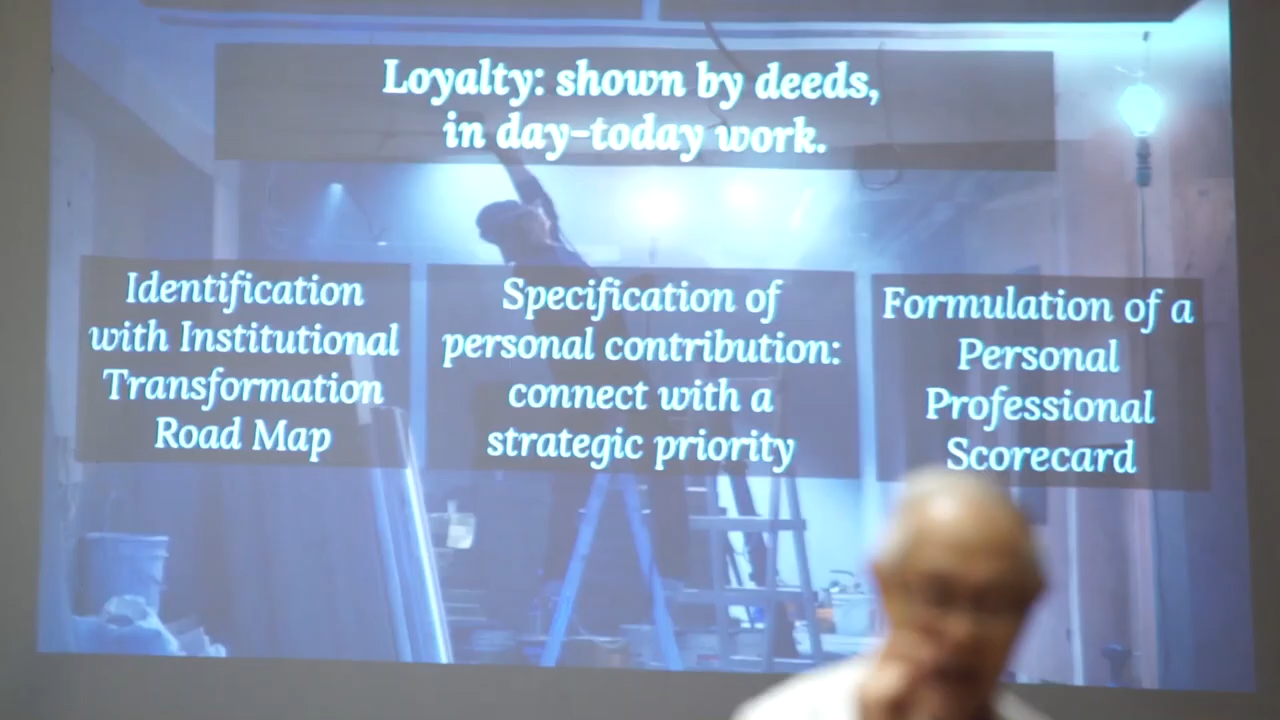 Loyalty: shown by deeds,
in day-today work.
Identification
with Institutional
Transformation
Road Map
Specification of
personal contribution:
connect with a
strategic priority
Formulation of a
Personal
Professional
Scorecard